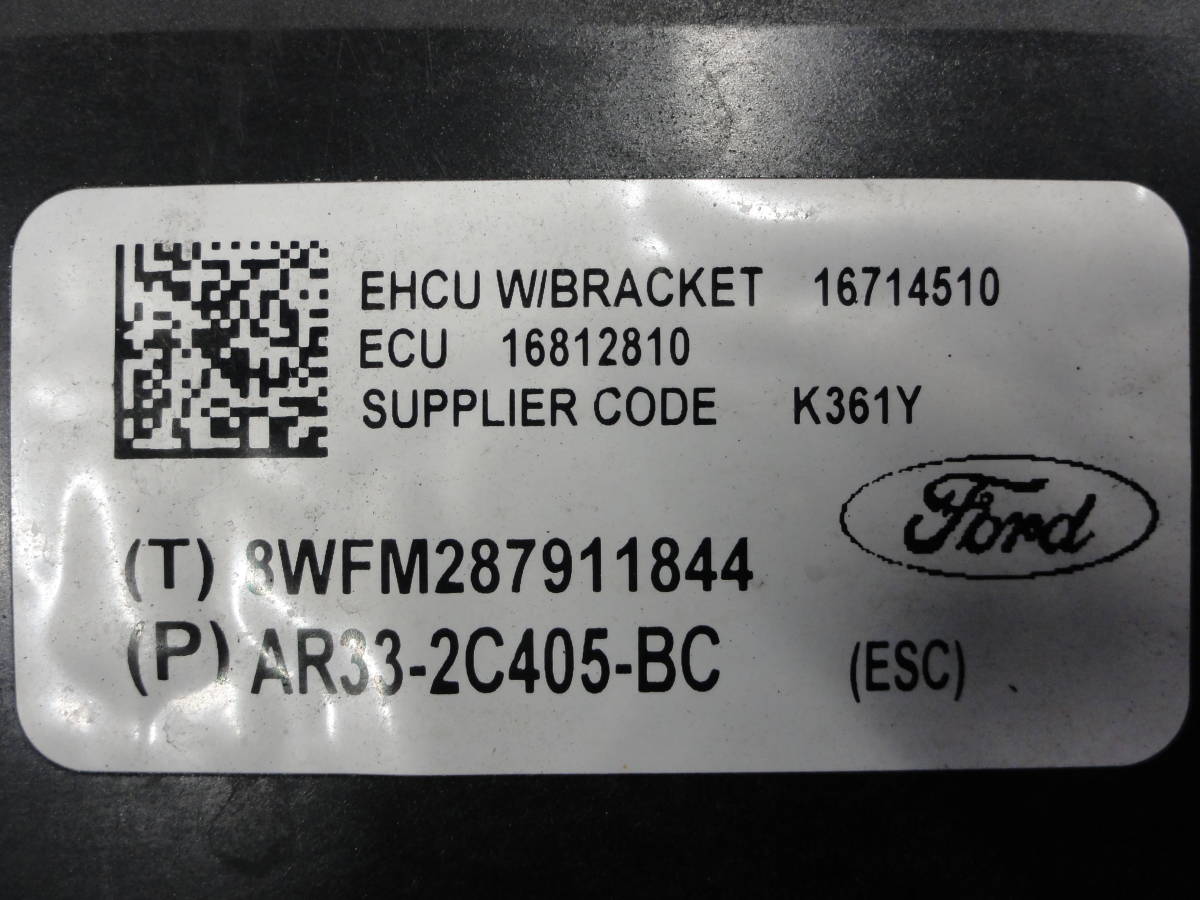 EHCU W/BRACKET 16714510
ECU 16812810
SUPPLIER CODE K361Y
Ford
(T) 8WFM287911844
(P) AR33-2C405-BC (ESC)